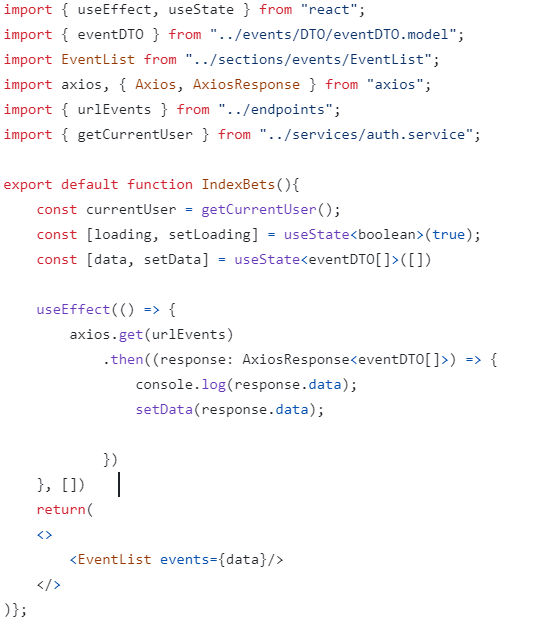 import { useEffect, useState } from "react";
import { eventDTO } from "../events/DTO/eventDTO.model";
import EventList from "../sections/events/EventList";
import axios, { Axios, AxiosResponse } from "axios";
import { urlEvents } from "../endpoints";
import { getCurrentUser } from "../services/auth.service";

export default function IndexBets(){
    const currentUser = getCurrentUser();
    const [loading, setLoading] = useState<boolean>(true);
    const [data, setData] = useState<eventDTO[]>([])

    useEffect(() => {
        axios.get(urlEvents)
            .then((response: AxiosResponse<eventDTO[]>) => {
                console.log(response.data);
                setData(response.data);

            })
    }, [])
    return(
    <>
        <EventList events={data}/>
    </>
)};